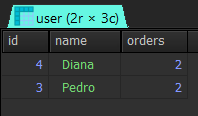 user (2r × 3c)
id name orders
4 Diana 2
3 Pedro 2